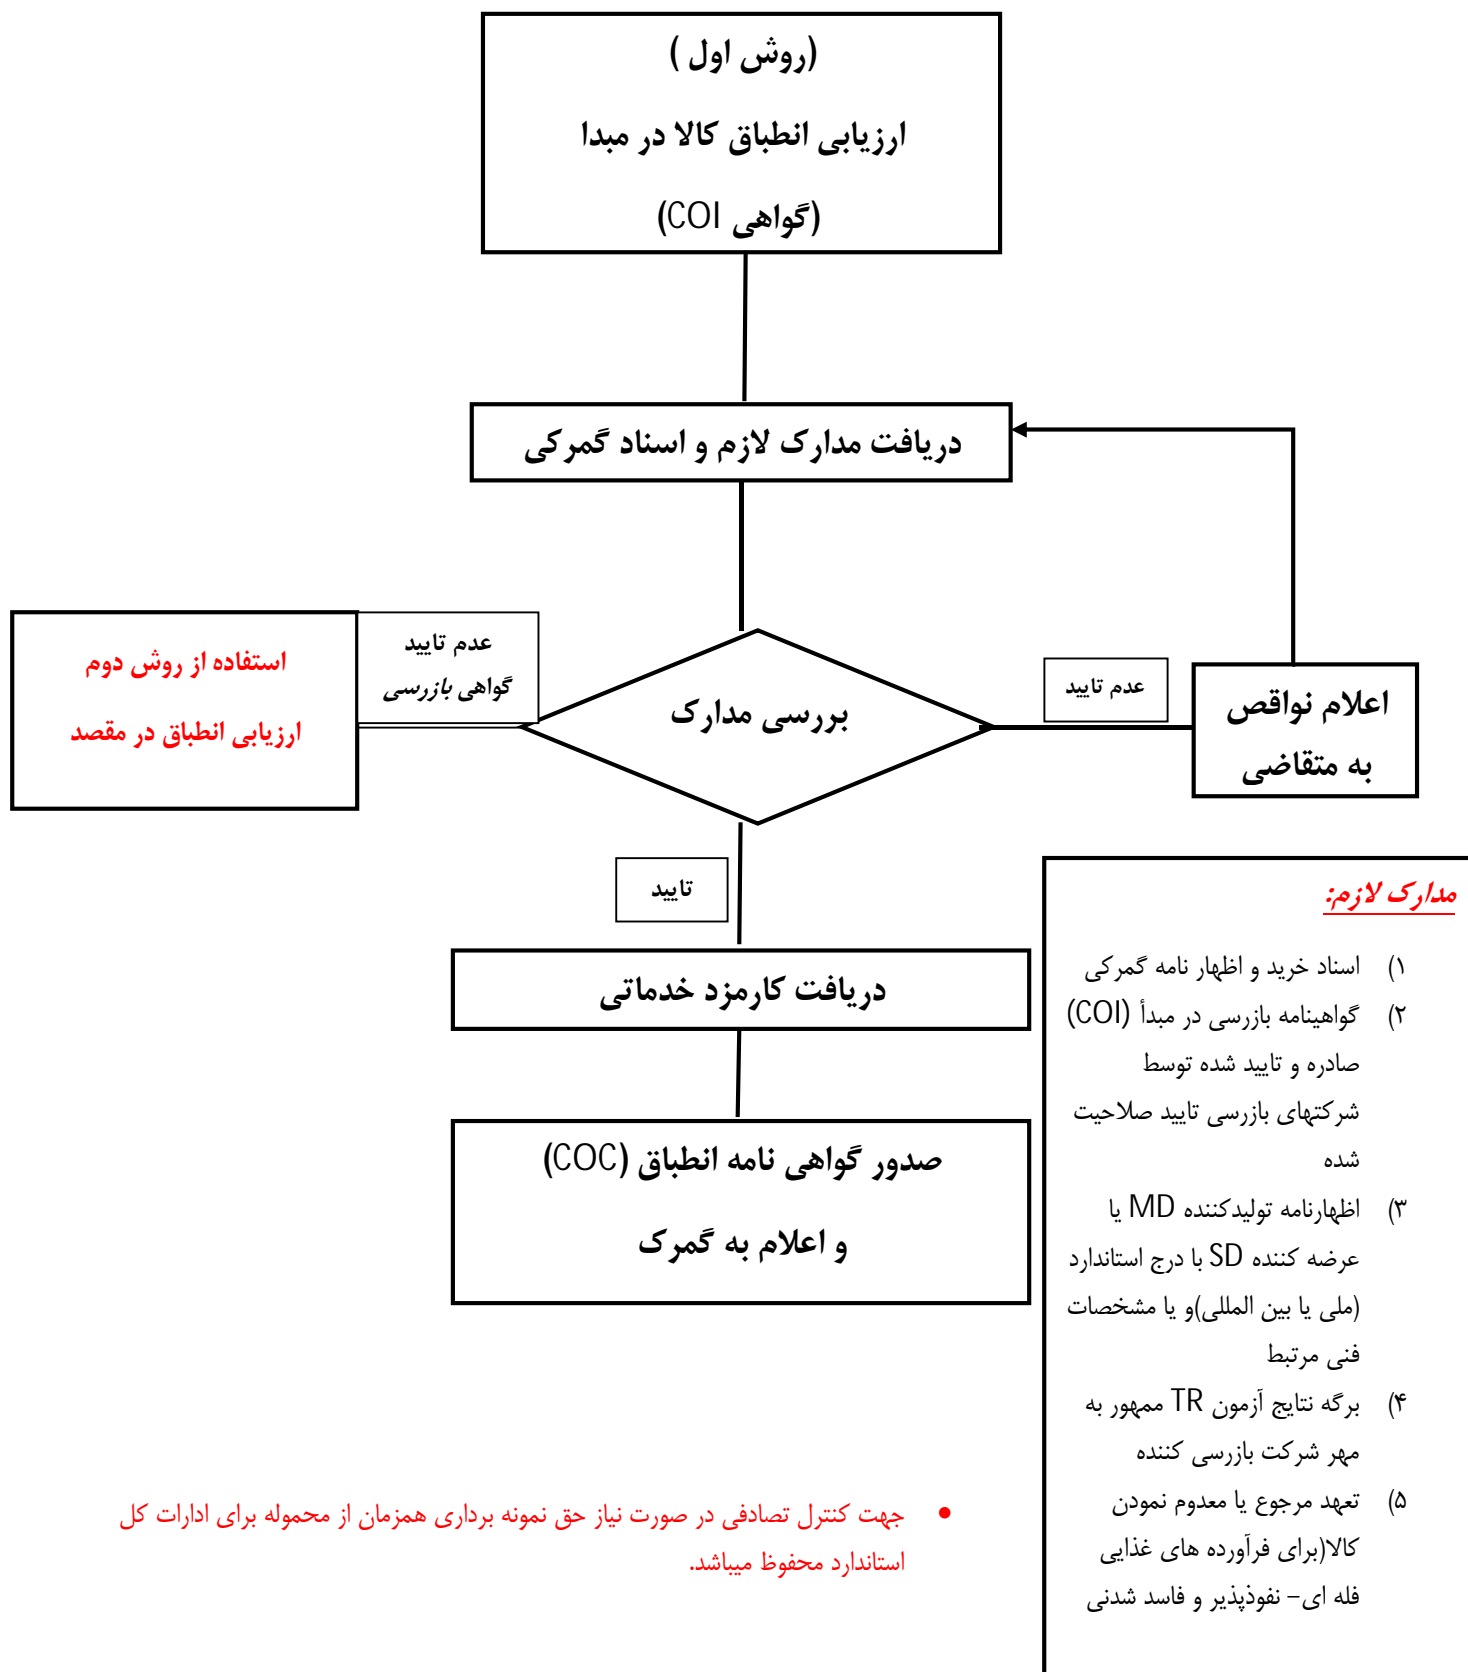 (روش اول )
ارزیابی انطباق کالا در مبدا
(گواهی COI)
دریافت مدارک لازم و اسناد گمرکی
عدم تایید
گواهی بازرسی
استفاده از روش دوم
ارزیابی انطباق در مقصد
بررسی مدارک
عدم تایید
اعلام نواقص
به متقاضی
تایید
دریافت کارمزد خدماتی
صدور گواهی نامه انطباق (COC)
و اعلام به گمرک
مدارک لازم:
۱) اسناد خرید و اظهار نامه گمرکی
۲) گواهینامه بازرسی در مبدأ (COI)
صادره و تایید شده توسط
شرکتهای بازرسی تایید صلاحیت
شده
۳) اظهارنامه تولیدکننده MD یا
عرضه کننده SD با درج استاندارد
(ملی یا بین المللی)و یا مشخصات
فنی مرتبط
۴) برگه نتایج آزمون TR ممهور به
مهر شرکت بازرسی کننده
۵) تعهد مرجوع یا معدوم نمودن
کالا(برای فرآورده های غذایی
فله ای– نفوذپذیر و فاسد شدنی
• جهت کنترل تصادفی در صورت نیاز حق نمونه برداری همزمان از محموله برای ادارات کل
استاندارد محفوظ میباشد.